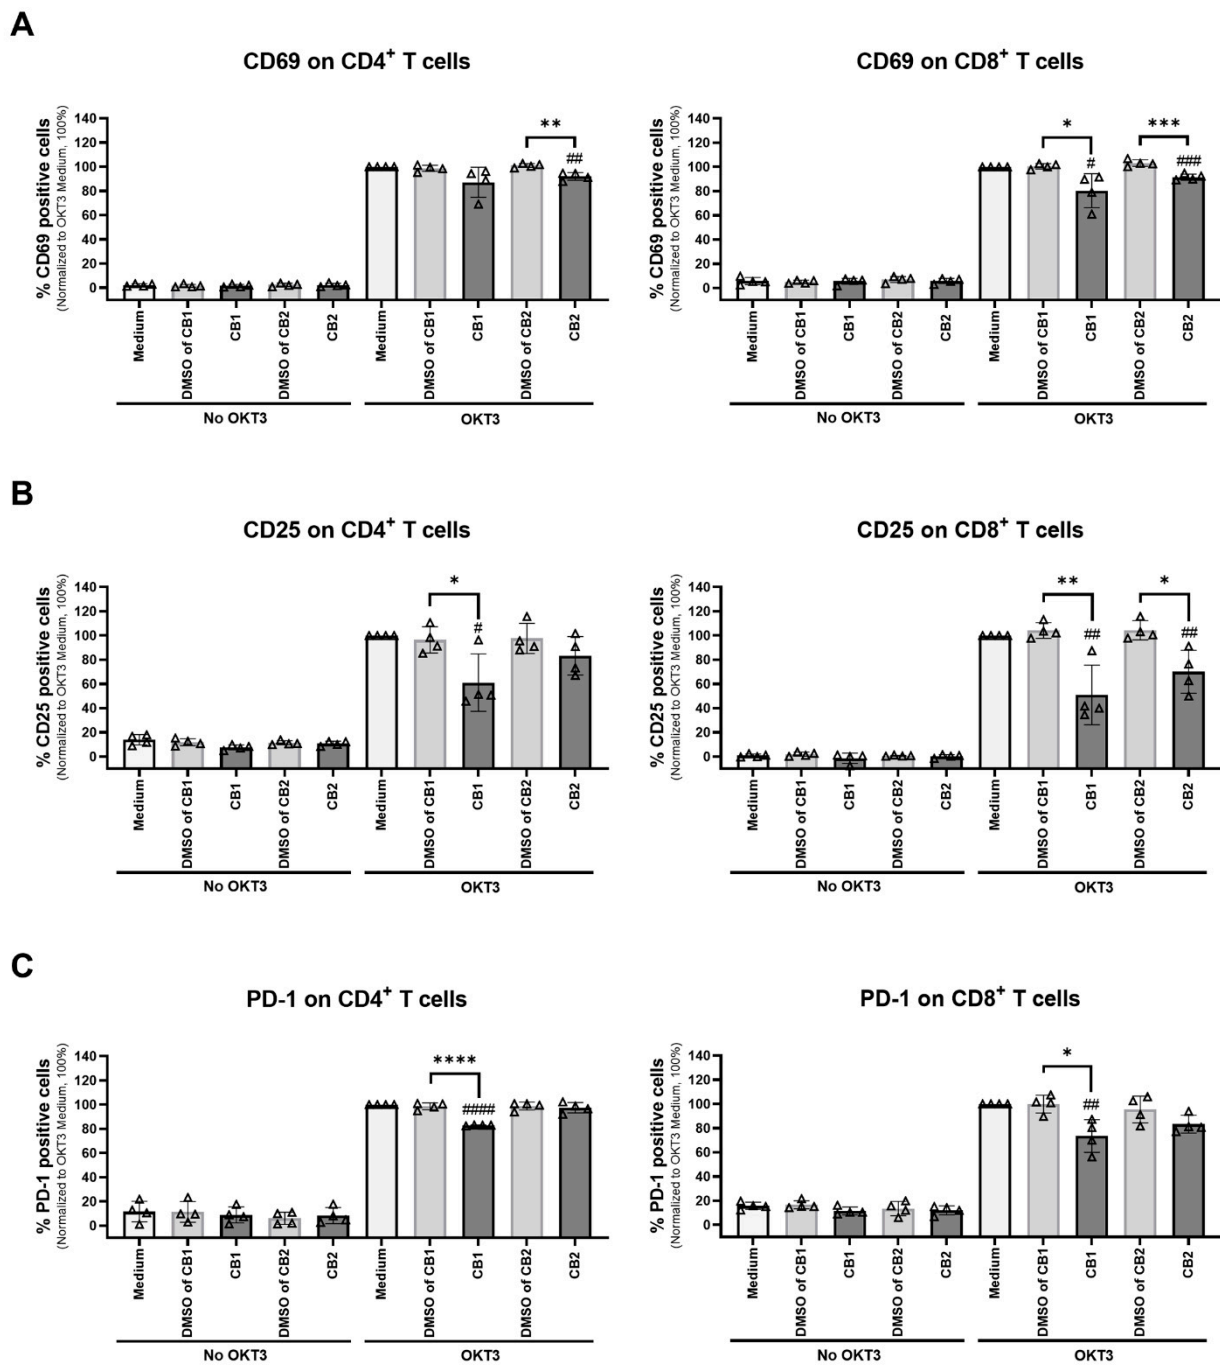 A
CD69 on CD4+ T cells
% CD69 positive cells
(Normalized to OKT3 Medium, 100%)
140
120
100
80
60
40
20
0
**
##
Medium
DMSO of CB1
CB1
DMSO of CB2
CB2
Medium
DMSO of CB1
CB1
DMSO of CB2
CB2
No OKT3
OKT3
CD69 on CD8+ T cells
% CD69 positive cells
(Normalized to OKT3 Medium, 100%)
140
120
100
80
60
40
20
0
*
***
#
###
Medium
DMSO of CB1
CB1
DMSO of CB2
CB2
Medium
DMSO of CB1
CB1
DMSO of CB2
CB2
No OKT3
OKT3
B
CD25 on CD4+ T cells
% CD25 positive cells
(Normalized to OKT3 Medium, 100%)
140
120
100
80
60
40
20
0
*
#
Medium
DMSO of CB1
CB1
DMSO of CB2
CB2
Medium
DMSO of CB1
CB1
DMSO of CB2
CB2
No OKT3
OKT3
CD25 on CD8+ T cells
% CD25 positive cells
(Normalized to OKT3 Medium, 100%)
140
120
100
80
60
40
20
0
**
*
##
##
Medium
DMSO of CB1
CB1
DMSO of CB2
CB2
Medium
DMSO of CB1
CB1
DMSO of CB2
CB2
No OKT3
OKT3
C
PD-1 on CD4+ T cells
% PD-1 positive cells
(Normalized to OKT3 Medium, 100%)
140
120
100
80
60
40
20
0
****
####
Medium
DMSO of CB1
CB1
DMSO of CB2
CB2
Medium
DMSO of CB1
CB1
DMSO of CB2
CB2
No OKT3
OKT3
PD-1 on CD8+ T cells
% PD-1 positive cells
(Normalized to OKT3 Medium, 100%)
140
120
100
80
60
40
20
0
*
##
Medium
DMSO of CB1
CB1
DMSO of CB2
CB2
Medium
DMSO of CB1
CB1
DMSO of CB2
CB2
No OKT3
OKT3